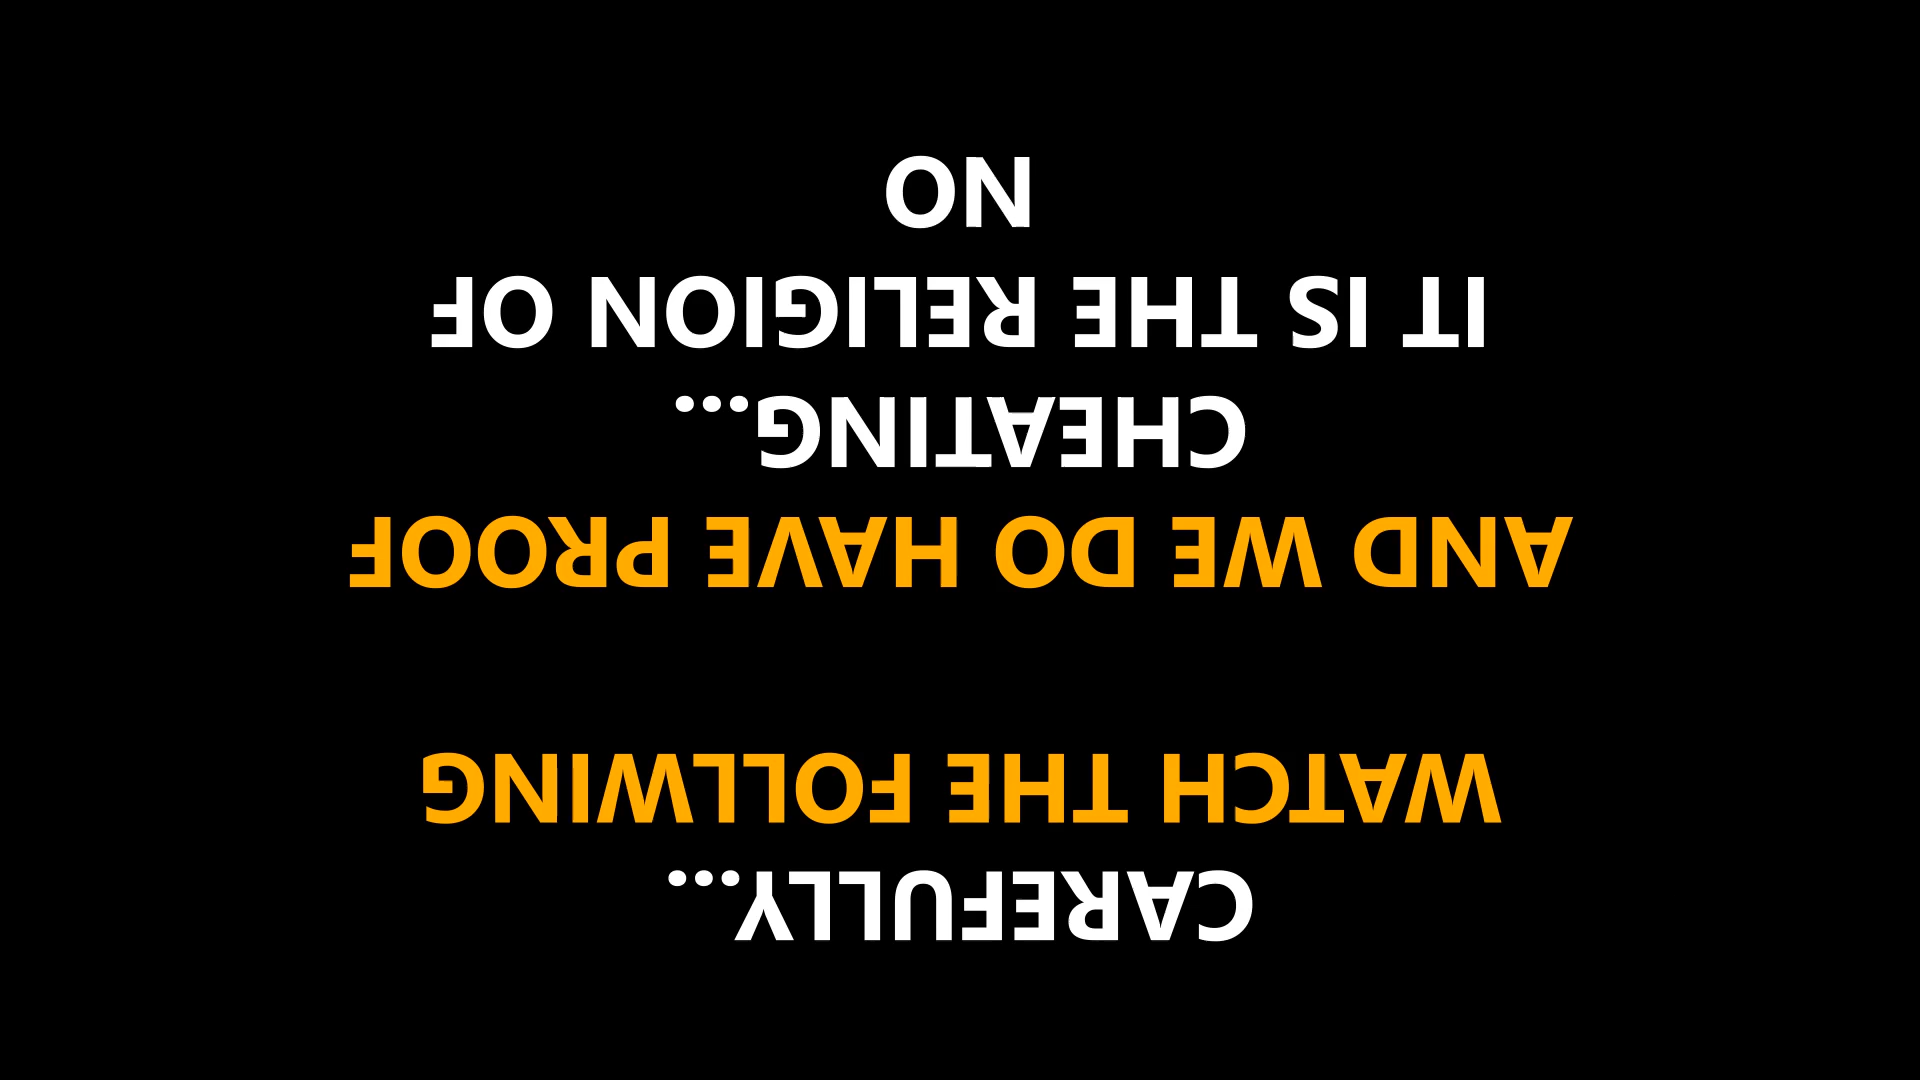 NO
IT IS THE RELIGION OF
CHEATING...
AND DO WE HAVE PROOF
WATCH THE FOLLWING
CAREFULLY...